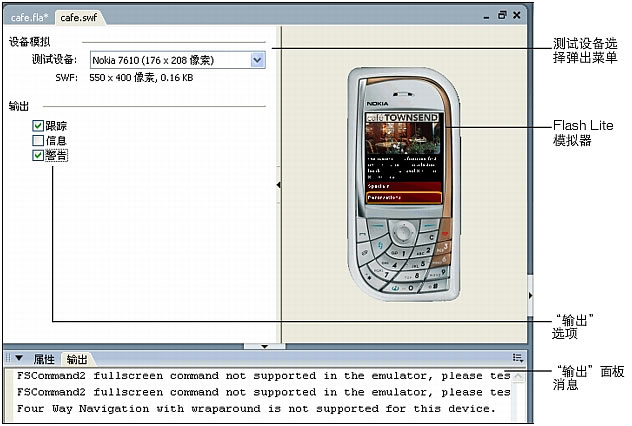 cafe.fla* cafe.swf
设备模拟
测试设备: Nokia 7610 (176 x 208 像素)
SWF: 550 x 400 像素, 0.16 KB
输出
跟踪
信息
警告
NOKIA
café TOWNSEND
Specials
Reservations
测试设备选
择弹出菜单
Flash Lite
模拟器
“输出”
选项
属性 输出
FSCommand2 fullscreen command not supported in the emulator, please tes
FSCommand2 fullscreen command not supported in the emulator, please tes
Four Way Navigation with wraparound is not supported for this device.
“输出”面板
消息